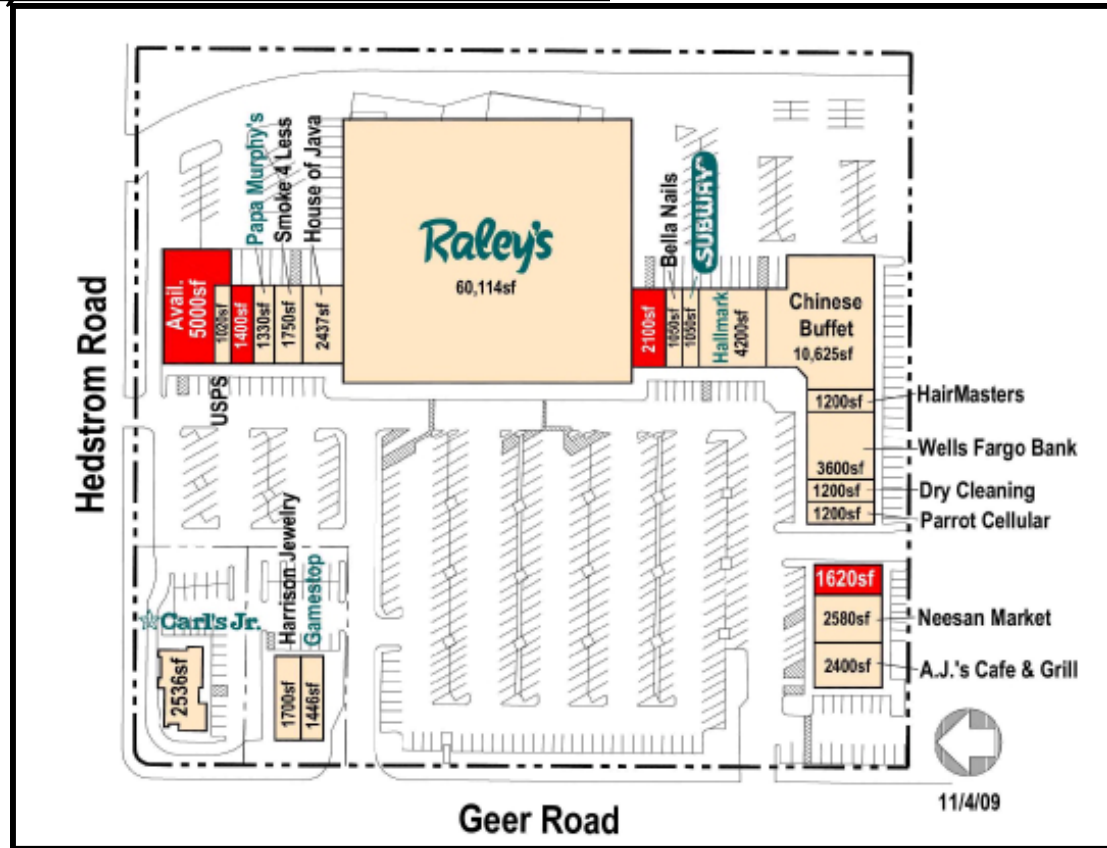 Papa Murphy's
Smoke 4 Less
House of Java
Raley's
60,114sf
Bella Nails
SUBWAY
Avail.
5000sf
1020sf
1400sf
1330sf
1750sf
2437sf
2100sf
1050sf
1050sf
Hallmark
4200sf
Chinese
Buffet
10,625sf
USPS
1200sf
HairMasters
Wells Fargo Bank
3600sf
1200sf
Dry Cleaning
1200sf
Parrot Cellular
Hedstrom Road
Harrison Jewelry
Gamestop
Carl's Jr.
2536sf
1700sf
1446sf
1620sf
2580sf
Neesan Market
2400sf
A.J.'s Cafe & Grill
Geer Road
11/4/09